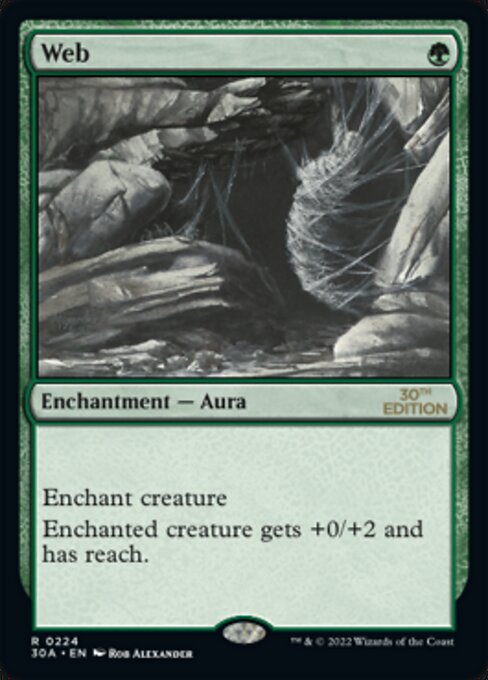 Web
Enchantment — Aura
30TH
EDITION
Enchant creature
Enchanted creature gets +0/+2 and
has reach.
R 0224
30A • EN Rob Alexander
™ & © 2022 Wizards of the Coast